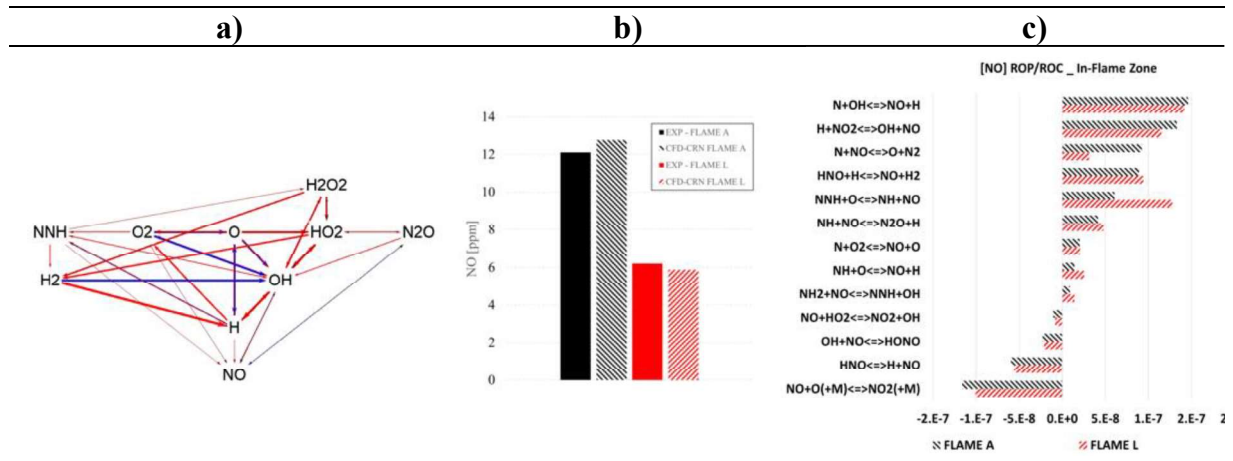 a) b) c)
H2O2
NNH O2 O HO2 N2O
H2 OH
H
NO
NO [ppm]
14
12
10
8
6
4
2
0
EXP - FLAME A
CFD-CRN FLAME A
EXP - FLAME L
CFD-CRN FLAME L
[NO] ROP/ROC _ In-Flame Zone
N+OH<=>NO+H
H+NO2<=>OH+NO
N+NO<=>O+N2
HNO+H<=>NO+H2
NNH+O<=>NH+NO
NH+NO<=>N2O+H
N+O2<=>NO+O
NH+O<=>NO+H
NH2+NO<=>NNH+OH
NO+HO2<=>NO2+OH
OH+NO<=>HONO
HNO<=>H+NO
NO+O(+M)<=>NO2(+M)
-2.E-7 -1.E-7 -5.E-8 0.E+0 5.E-8 1.E-7 2.E-7 2
FLAME A FLAME L